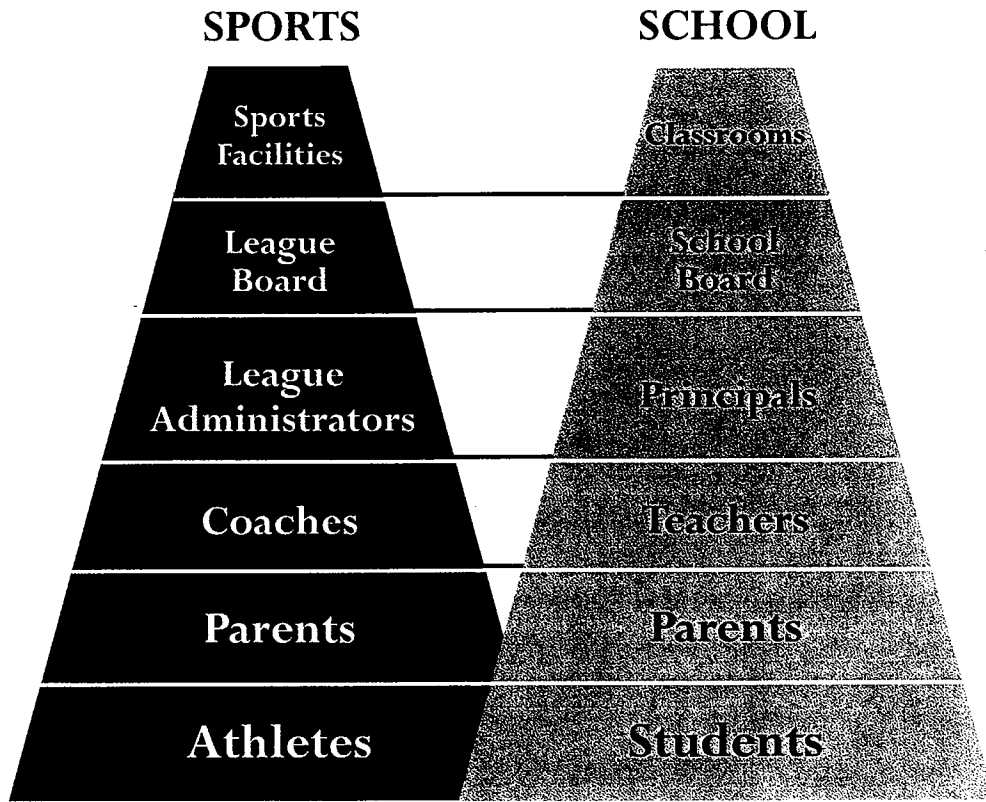 SPORTS
Sports
Facilities
League
Board
League
Administrators
Coaches
Parents
Athletes
SCHOOL
Classrooms
School
Board
Principals
Teachers
Parents
Students